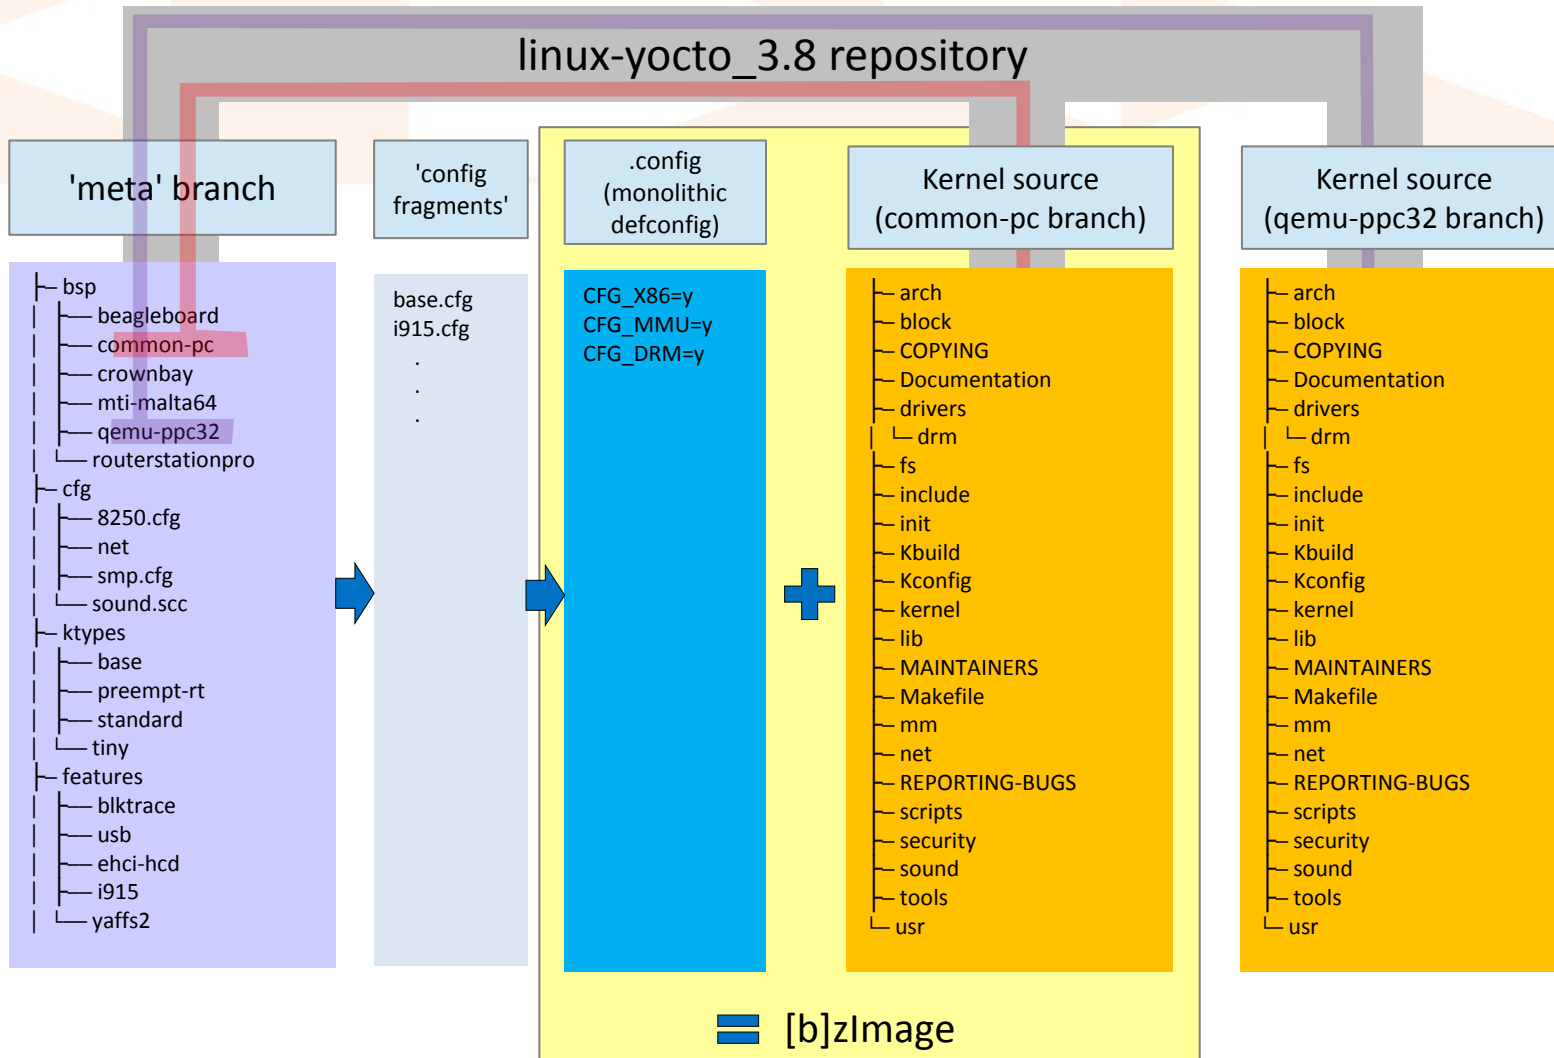 linux-yocto_3.8 repository
'meta' branch
bsp
beagleboard
common-pc
crownbay
mti-malta64
qemu-ppc32
routerstationpro
cfg
8250.cfg
net
smp.cfg
sound.scc
ktypes
base
preempt-rt
standard
tiny
features
blktrace
usb
ehci-hcd
i915
yaffs2
'config
fragments'
base.cfg
i915.cfg
.
.
.
.config
(monolithic
defconfig)
CFG_X86=y
CFG_MMU=y
CFG_DRM=y
Kernel source
(common-pc branch)
arch
block
COPYING
Documentation
drivers
drm
fs
include
init
Kbuild
Kconfig
kernel
lib
MAINTAINERS
Makefile
mm
net
REPORTING-BUGS
scripts
security
sound
tools
usr
Kernel source
(qemu-ppc32 branch)
arch
block
COPYING
Documentation
drivers
drm
fs
include
init
Kbuild
Kconfig
kernel
lib
MAINTAINERS
Makefile
mm
net
REPORTING-BUGS
scripts
security
sound
tools
usr
[b]zImage